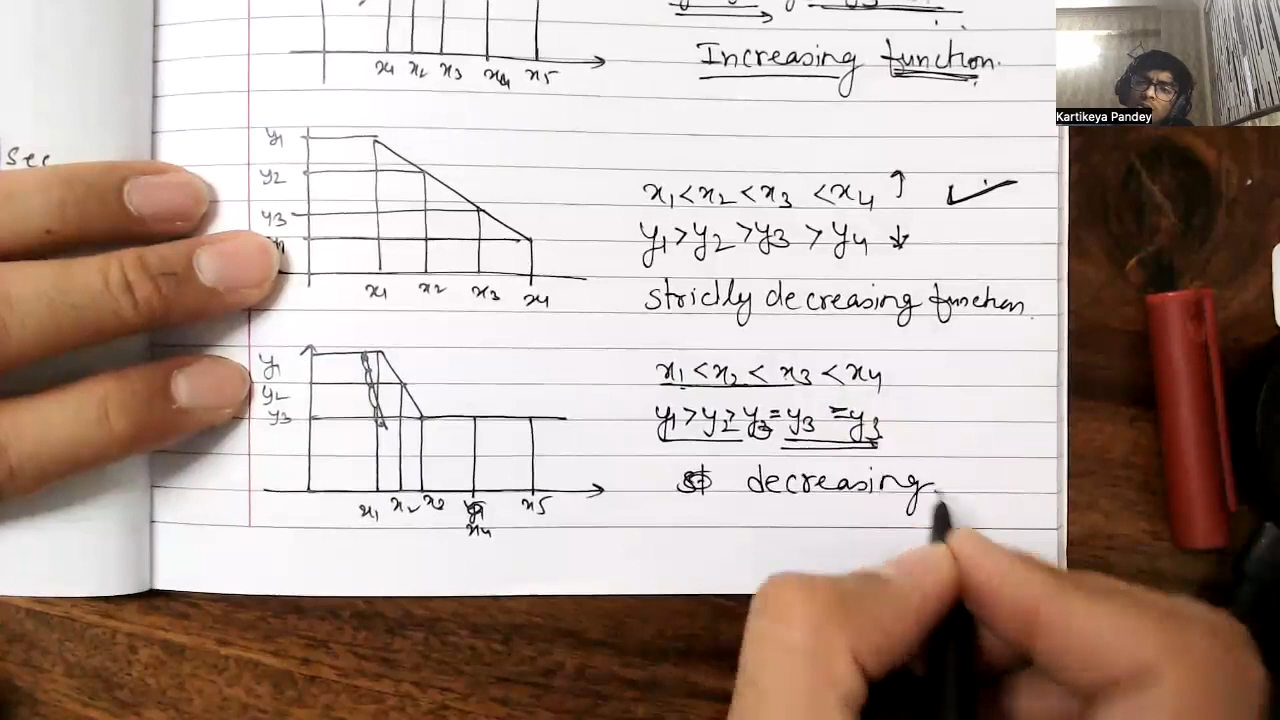 Increasing function.
x1 x2 x3 x4 x5
Kartikeya Pandey
sec
y1
y2
y3
x1 x2 x3 x4
x1 < x2 < x3 < x4 ↑ ✓
y1 > y2 > y3 > y4 ↓
strictly decreasing function.
y1
y2
y3
x1 x2 x3 x4 x5
x1 < x2 < x3 < x4
y1 > y2 > y3 = y3 = y3
decreasing